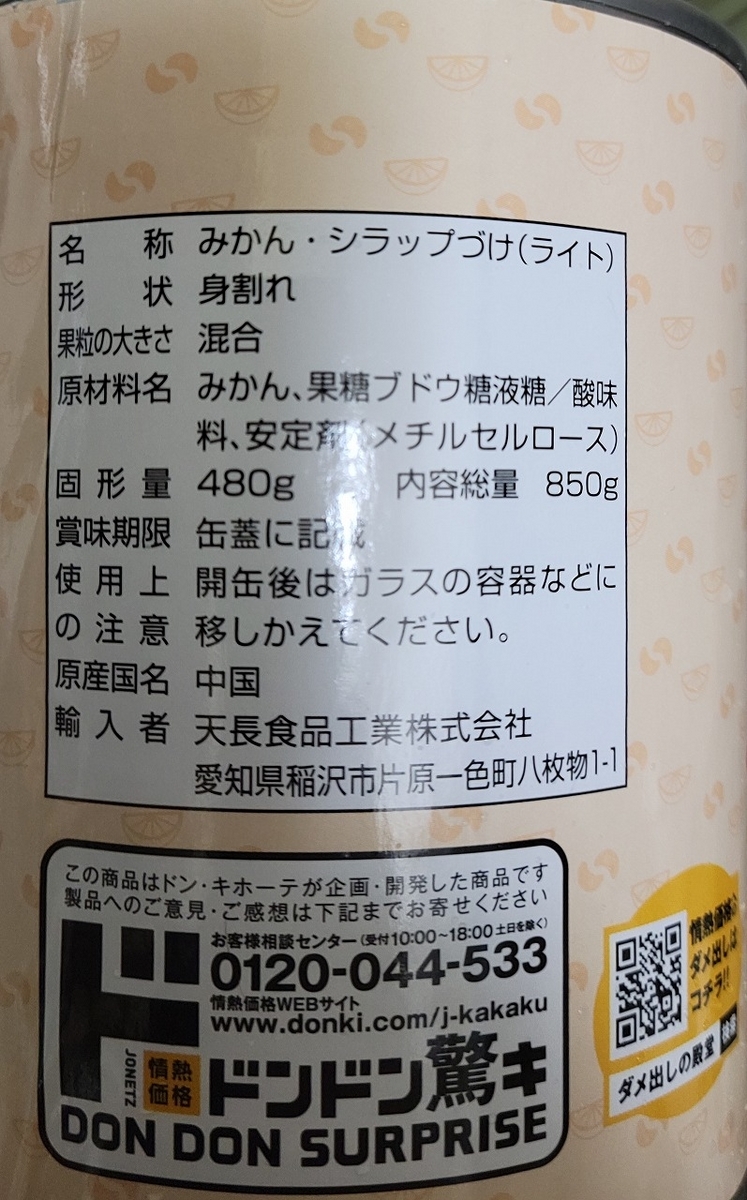 名称 みかん・シラップづけ(ライト)
形状 身割れ
果粒の大きさ 混合
原材料名 みかん、果糖ブドウ糖液糖/酸味
料、安定剤(メチルセルロース)
固形量 480g 内容総量 850g
賞味期限 缶蓋に記載
使用上 開缶後はガラスの容器などに
の注意 移しかえてください。
原産国名 中国
輸入者 天長食品工業株式会社
愛知県稲沢市片原一色町八枚物1-1
この商品はドン・キホーテが企画・開発した商品です
製品へのご意見・ご感想は下記までお寄せください
ド
JONETZ
情熱
価格
お客様相談センター(受付10:00~18:00 土日を除く)
0120-044-533
情熱価格WEBサイト
www.donki.com/j-kakaku
ドンドン驚キ
DON DON SURPRISE
情熱価格の
ダメ出しは
コチラ!!
ダメ出しの殿堂 検索